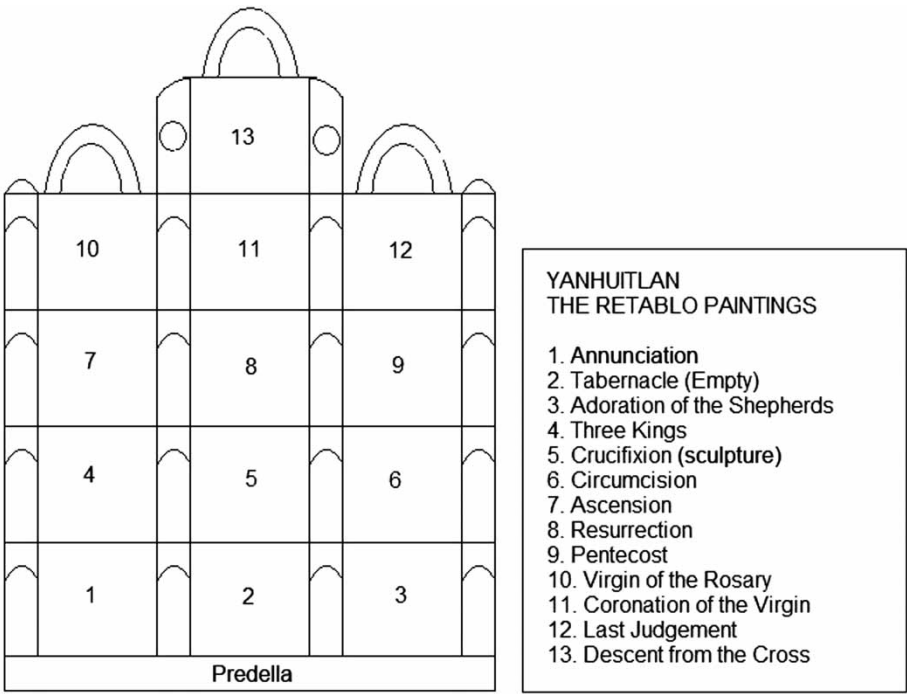 13
10
11
12
7
8
9
4
5
6
1
2
3
Predella
YANHUITLAN
THE RETABLO PAINTINGS
1. Annunciation
2. Tabernacle (Empty)
3. Adoration of the Shepherds
4. Three Kings
5. Crucifixion (sculpture)
6. Circumcision
7. Ascension
8. Resurrection
9. Pentecost
10. Virgin of the Rosary
11. Coronation of the Virgin
12. Last Judgement
13. Descent from the Cross